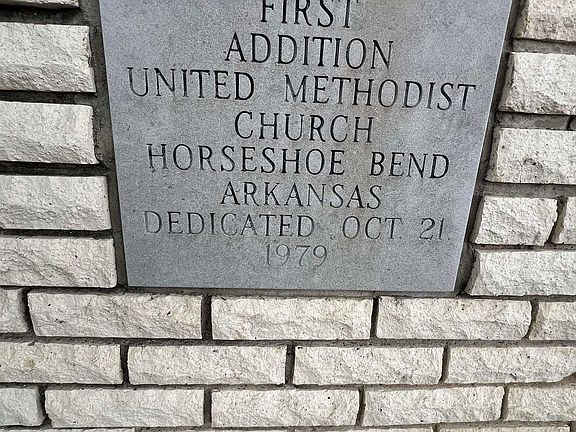 FIRST
ADDITION
UNITED METHODIST
CHURCH
HORSESHOE BEND
ARKANSAS
DEDICATED OCT. 21,
1979